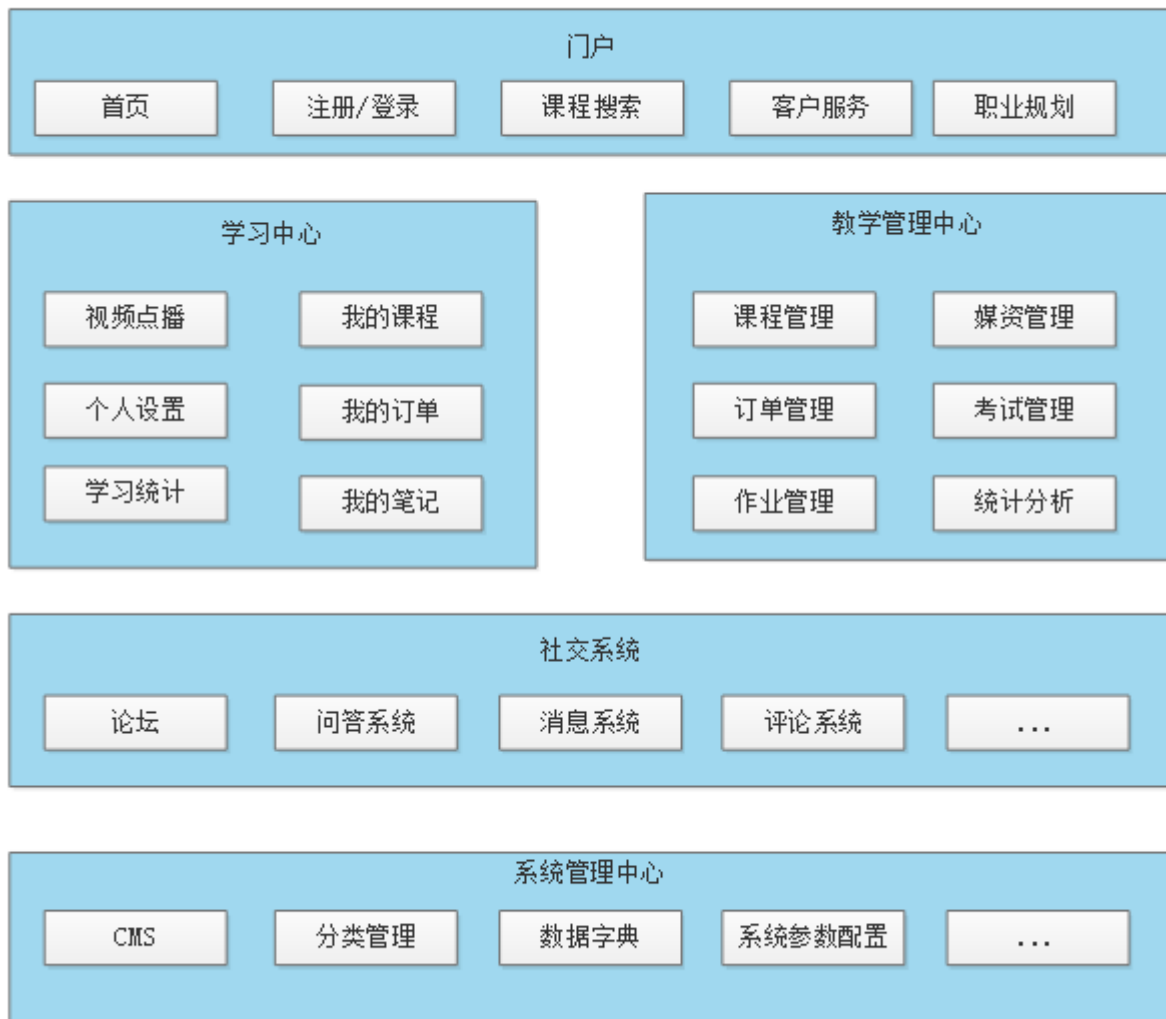 门户
首页
注册/登录
课程搜索
客户服务
职业规划
学习中心
视频点播
我的课程
个人设置
我的订单
学习统计
我的笔记
教学管理中心
课程管理
媒资管理
订单管理
考试管理
作业管理
统计分析
社交系统
论坛
问答系统
消息系统
评论系统
...
系统管理中心
CMS
分类管理
数据字典
系统参数配置
...